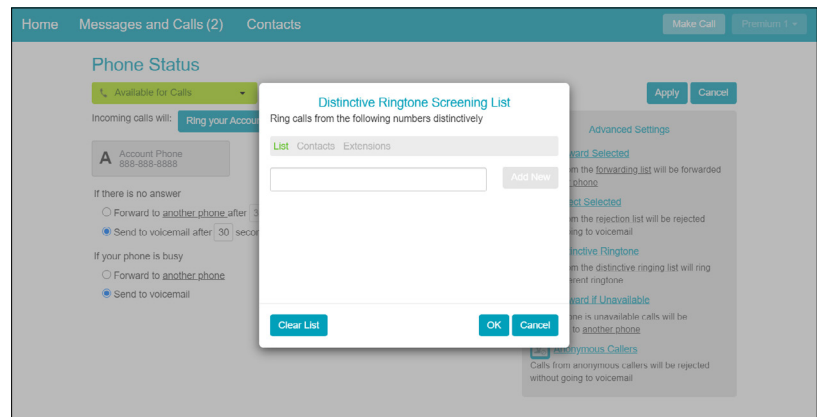 Home Messages and Calls (2) Contacts Make Call Premium 1
Phone Status
Available for Calls
Apply Cancel
Incoming calls will: Ring your Accou
A Account Phone
888-888-8888
If there is no answer
Forward to another phone after 3
Send to voicemail after 30 secon
If your phone is busy
Forward to another phone
Send to voicemail
Distinctive Ringtone Screening List
Ring calls from the following numbers distinctively
List Contacts Extensions
Add New
Clear List OK Cancel
Advanced Settings
ward Selected
m the forwarding list will be forwarded
phone
ect Selected
m the rejection list will be rejected
ing to voicemail
inctive Ringtone
m the distinctive ringing list will ring
erent ringtone
ward if Unavailable
one is unavailable calls will be
to another phone
Anonymous Callers
Calls from anonymous callers will be rejected
without going to voicemail